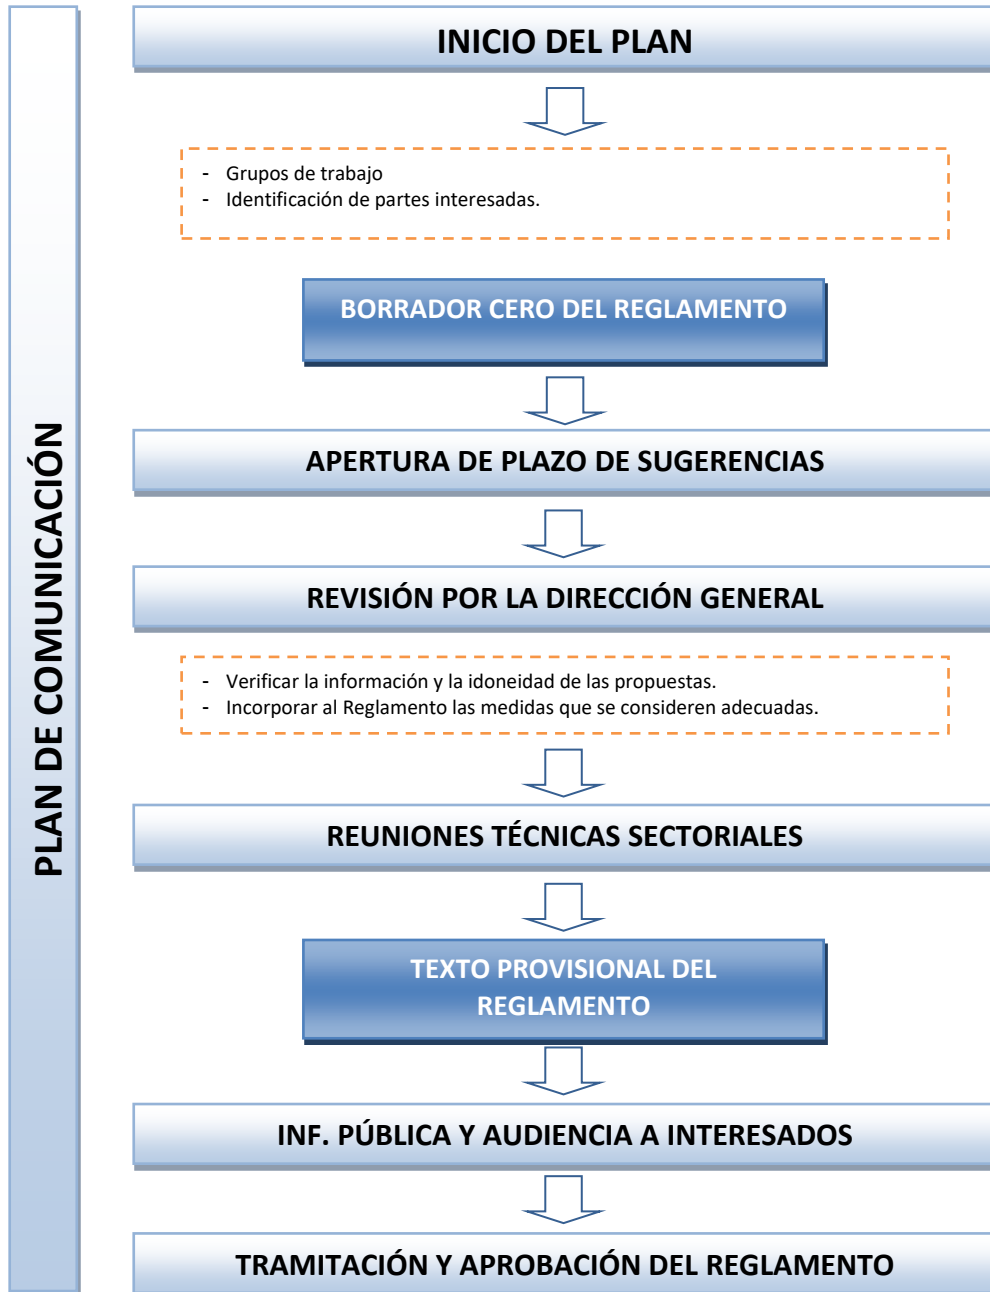 PLAN DE COMUNICACIÓN
INICIO DEL PLAN
- Grupos de trabajo
- Identificación de partes interesadas.
BORRADOR CERO DEL REGLAMENTO
APERTURA DE PLAZO DE SUGERENCIAS
REVISIÓN POR LA DIRECCIÓN GENERAL
- Verificar la información y la idoneidad de las propuestas.
- Incorporar al Reglamento las medidas que se consideren adecuadas.
REUNIONES TÉCNICAS SECTORIALES
TEXTO PROVISIONAL DEL
REGLAMENTO
INF. PÚBLICA Y AUDIENCIA A INTERESADOS
TRAMITACIÓN Y APROBACIÓN DEL REGLAMENTO